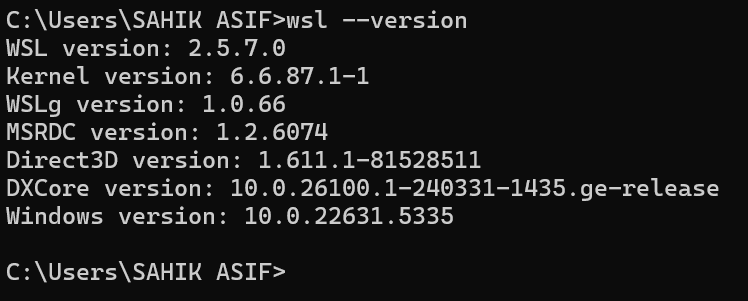 C:\Users\SAHIK ASIF>wsl --version
WSL version: 2.5.7.0
Kernel version: 6.6.87.1-1
WSLg version: 1.0.66
MSRDC version: 1.2.6074
Direct3D version: 1.611.1-81528511
DXCore version: 10.0.26100.1-240331-1435.ge-release
Windows version: 10.0.22631.5335
C:\Users\SAHIK ASIF>